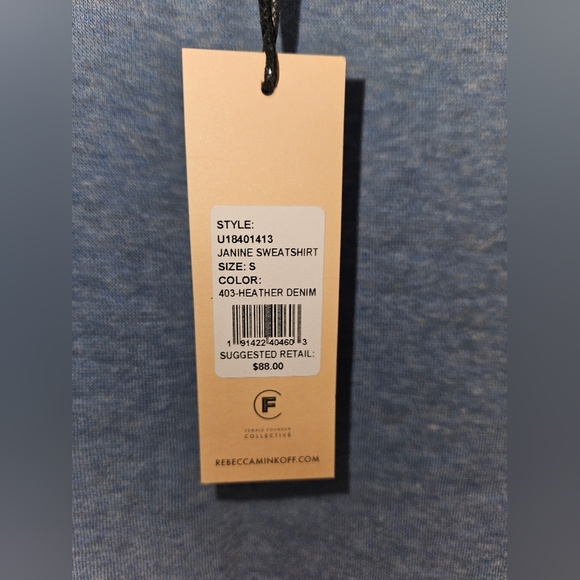 STYLE:
U18401413
JANINE SWEATSHIRT
SIZE: S
COLOR:
403-HEATHER DENIM
1 91422 40460 3
SUGGESTED RETAIL:
$88.00
F
FEMALE FOUNDER
COLLECTIVE
REBECCAMINKOFF.COM